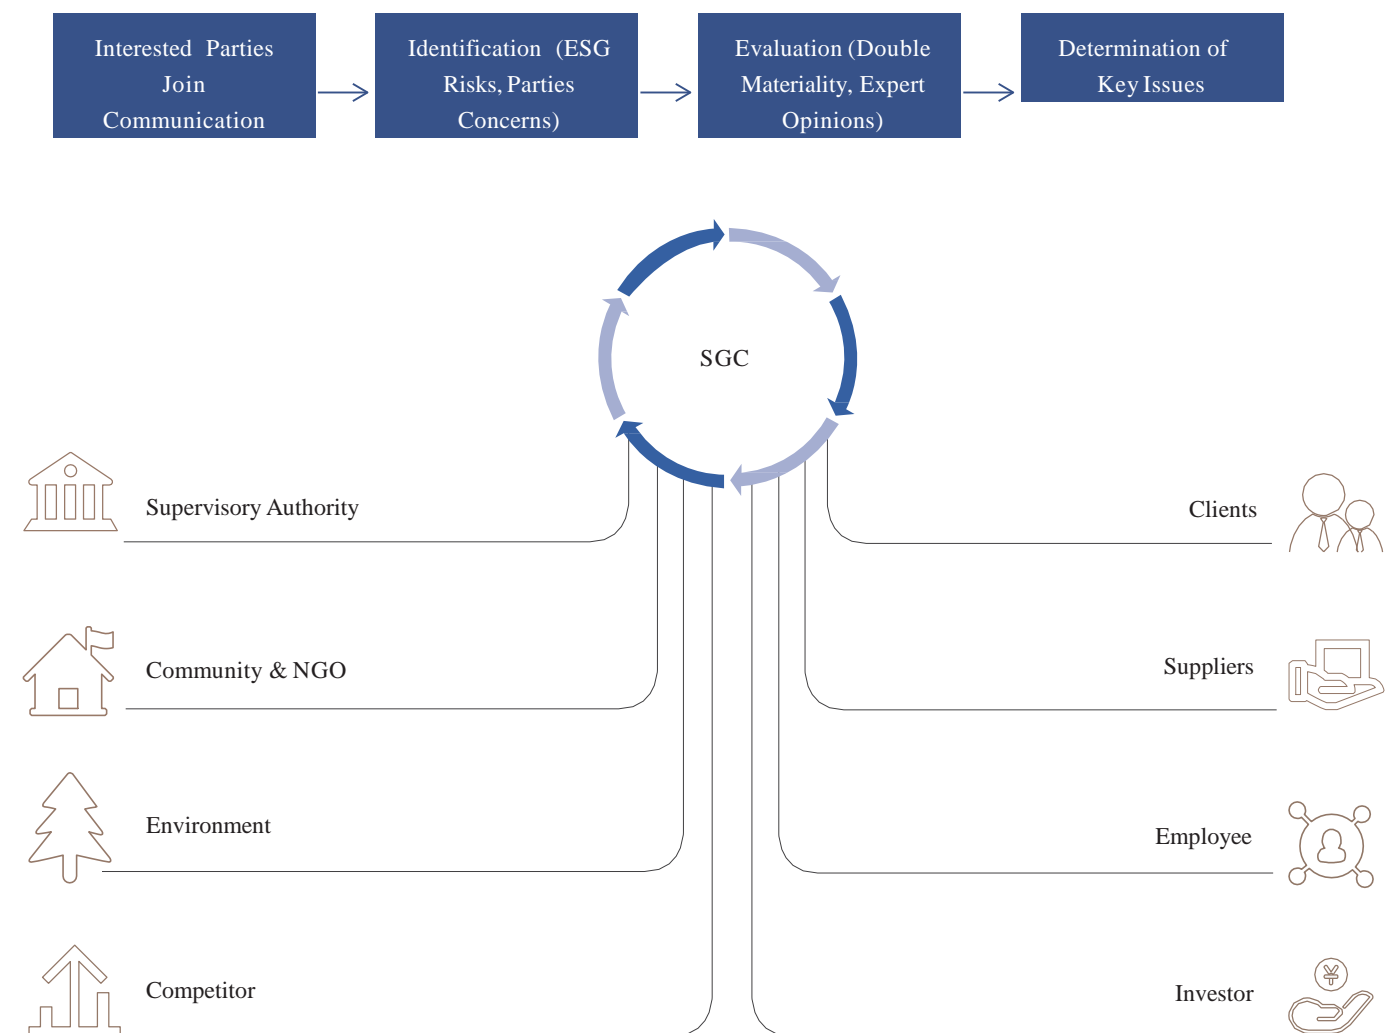 Interested Parties
Join
Communication
Identification (ESG
Risks, Parties
Concerns)
Evaluation (Double
Materiality, Expert
Opinions)
Determination of
Key Issues
SGC
Supervisory Authority
Clients
Community & NGO
Suppliers
Environment
Employee
Competitor
Investor
¥